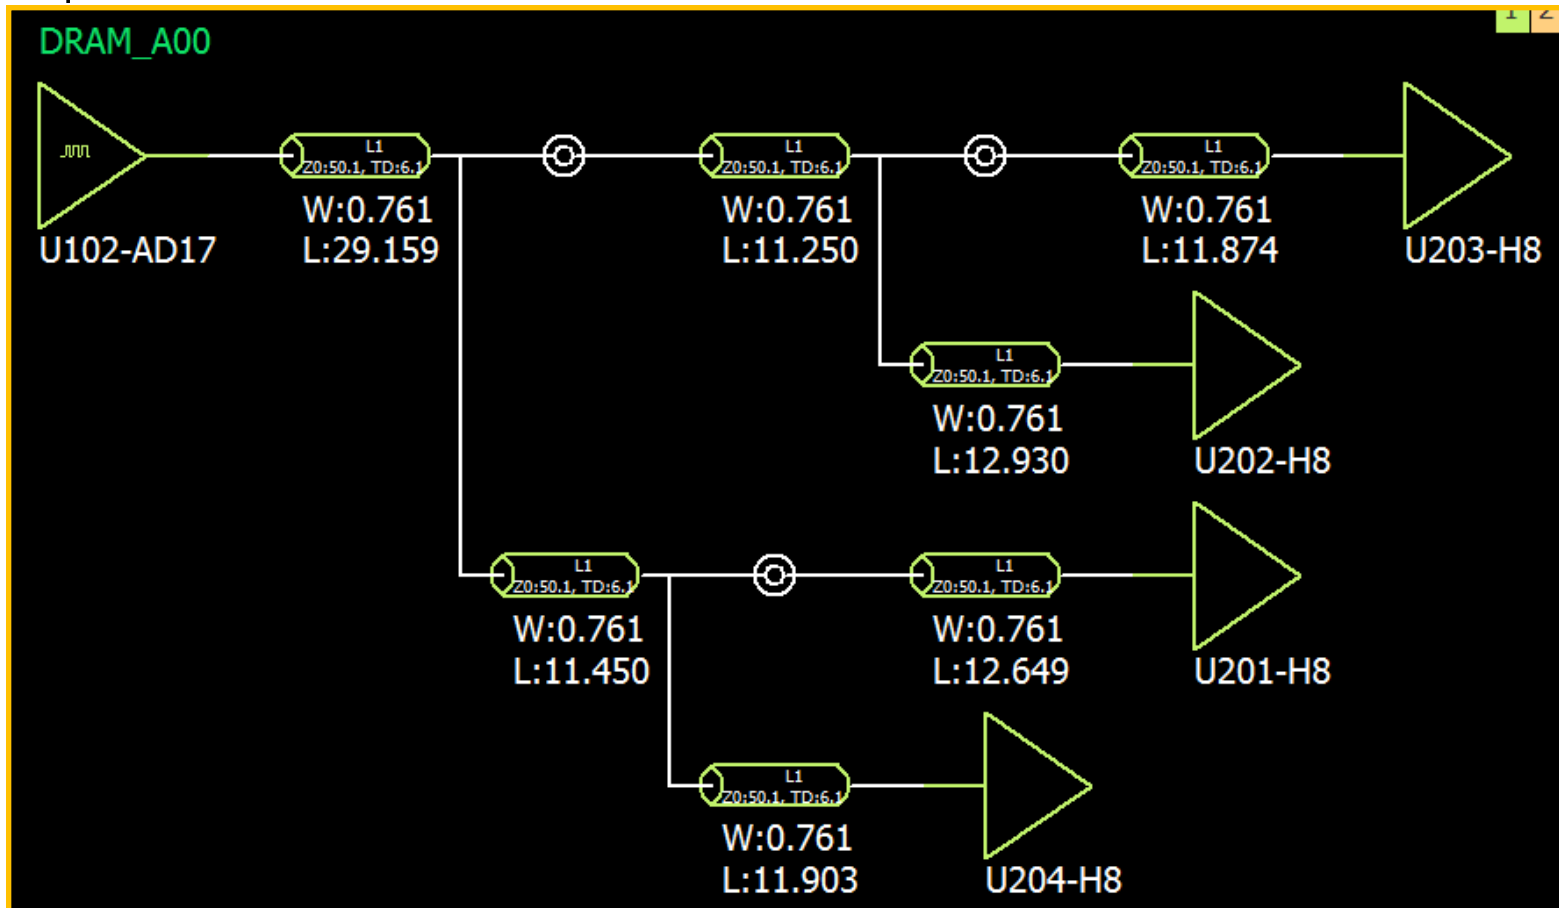 1 2
DRAM_A00
L1
Z0:50.1, TD:6.1
W:0.761
L:29.159
U102-AD17
L1
Z0:50.1, TD:6.1
W:0.761
L:11.250
L1
Z0:50.1, TD:6.1
W:0.761
L:11.874
U203-H8
L1
Z0:50.1, TD:6.1
W:0.761
L:12.930
U202-H8
L1
Z0:50.1, TD:6.1
W:0.761
L:11.450
L1
Z0:50.1, TD:6.1
W:0.761
L:12.649
U201-H8
L1
Z0:50.1, TD:6.1
W:0.761
L:11.903
U204-H8